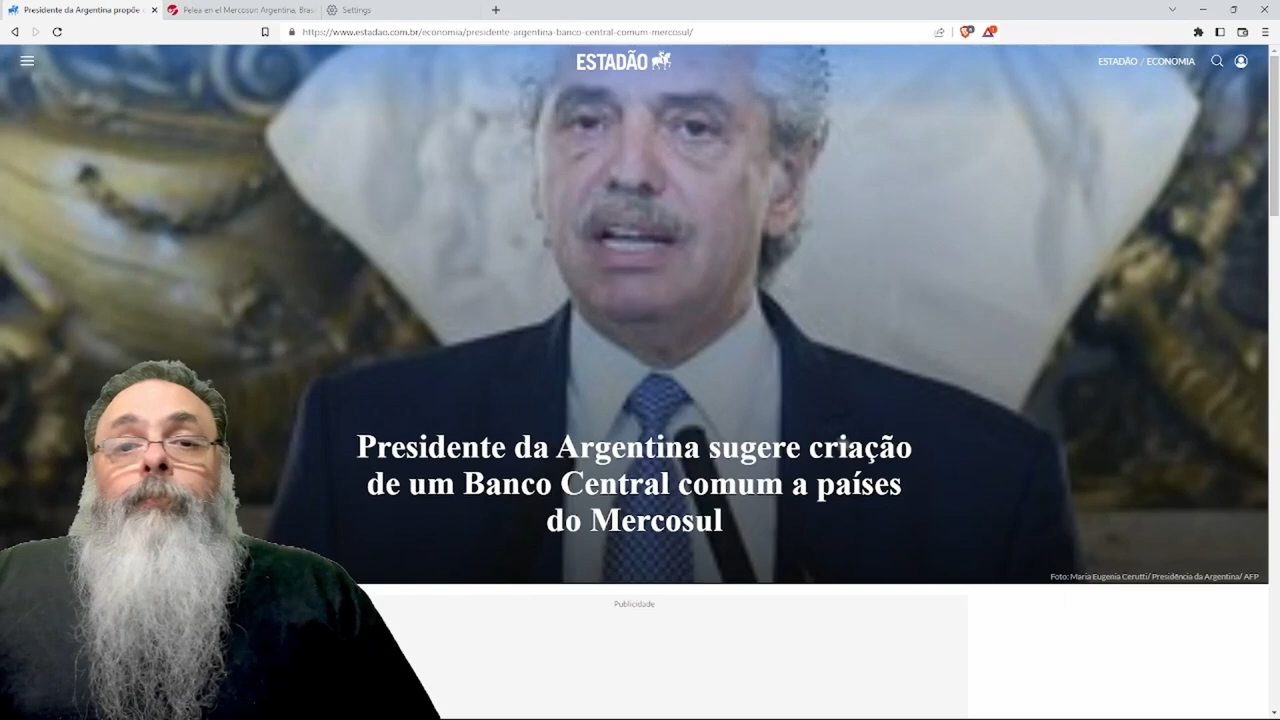 Presidente da Argentina propõe
Pelea en el Mercosur: Argentina, Bras
Settings
https://www.estadao.com.br/economia/presidente-argentina-banco-central-comum-mercosul/
ESTADÃO
ESTADÃO / ECONOMIA
Presidente da Argentina sugere criação
de um Banco Central comum a países
do Mercosul
Foto: Maria Eugenia Cerutti/ Presidência da Argentina/ AFP
Publicidade